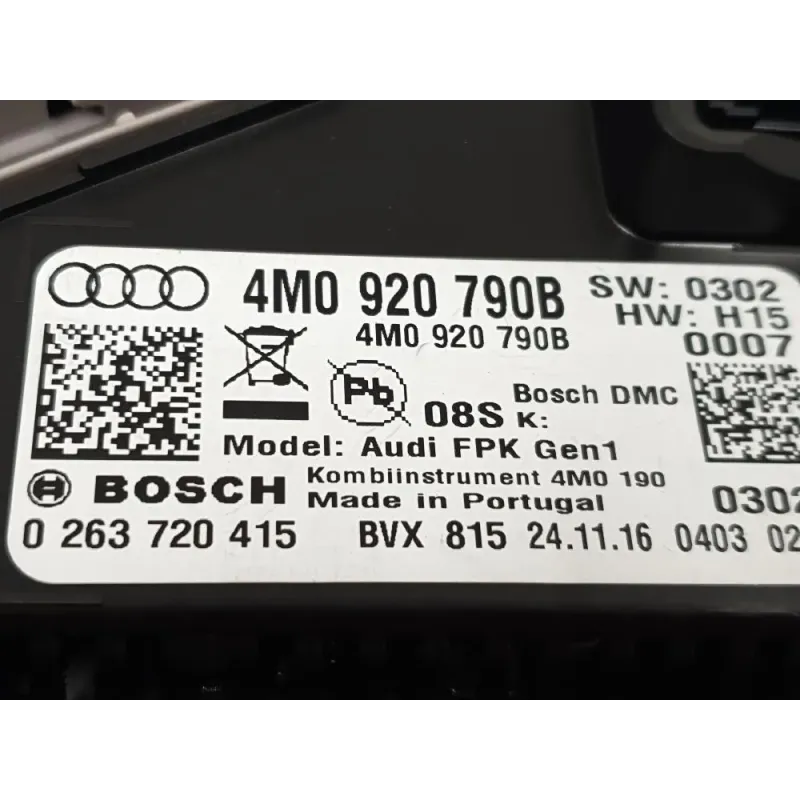 4M0 920 790B SW: 0302
4M0 920 790B HW: H15
0007
Pb
08S K: Bosch DMC
Model: Audi FPK Gen1
BOSCH Kombiinstrument 4M0 190
Made in Portugal 0302
0 263 720 415 BVX 815 24.11.16 0403 02